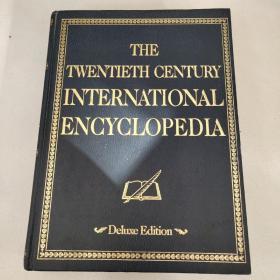 THE
TWENTIETH CENTURY
INTERNATIONAL
ENCYCLOPEDIA
Deluxe Edition